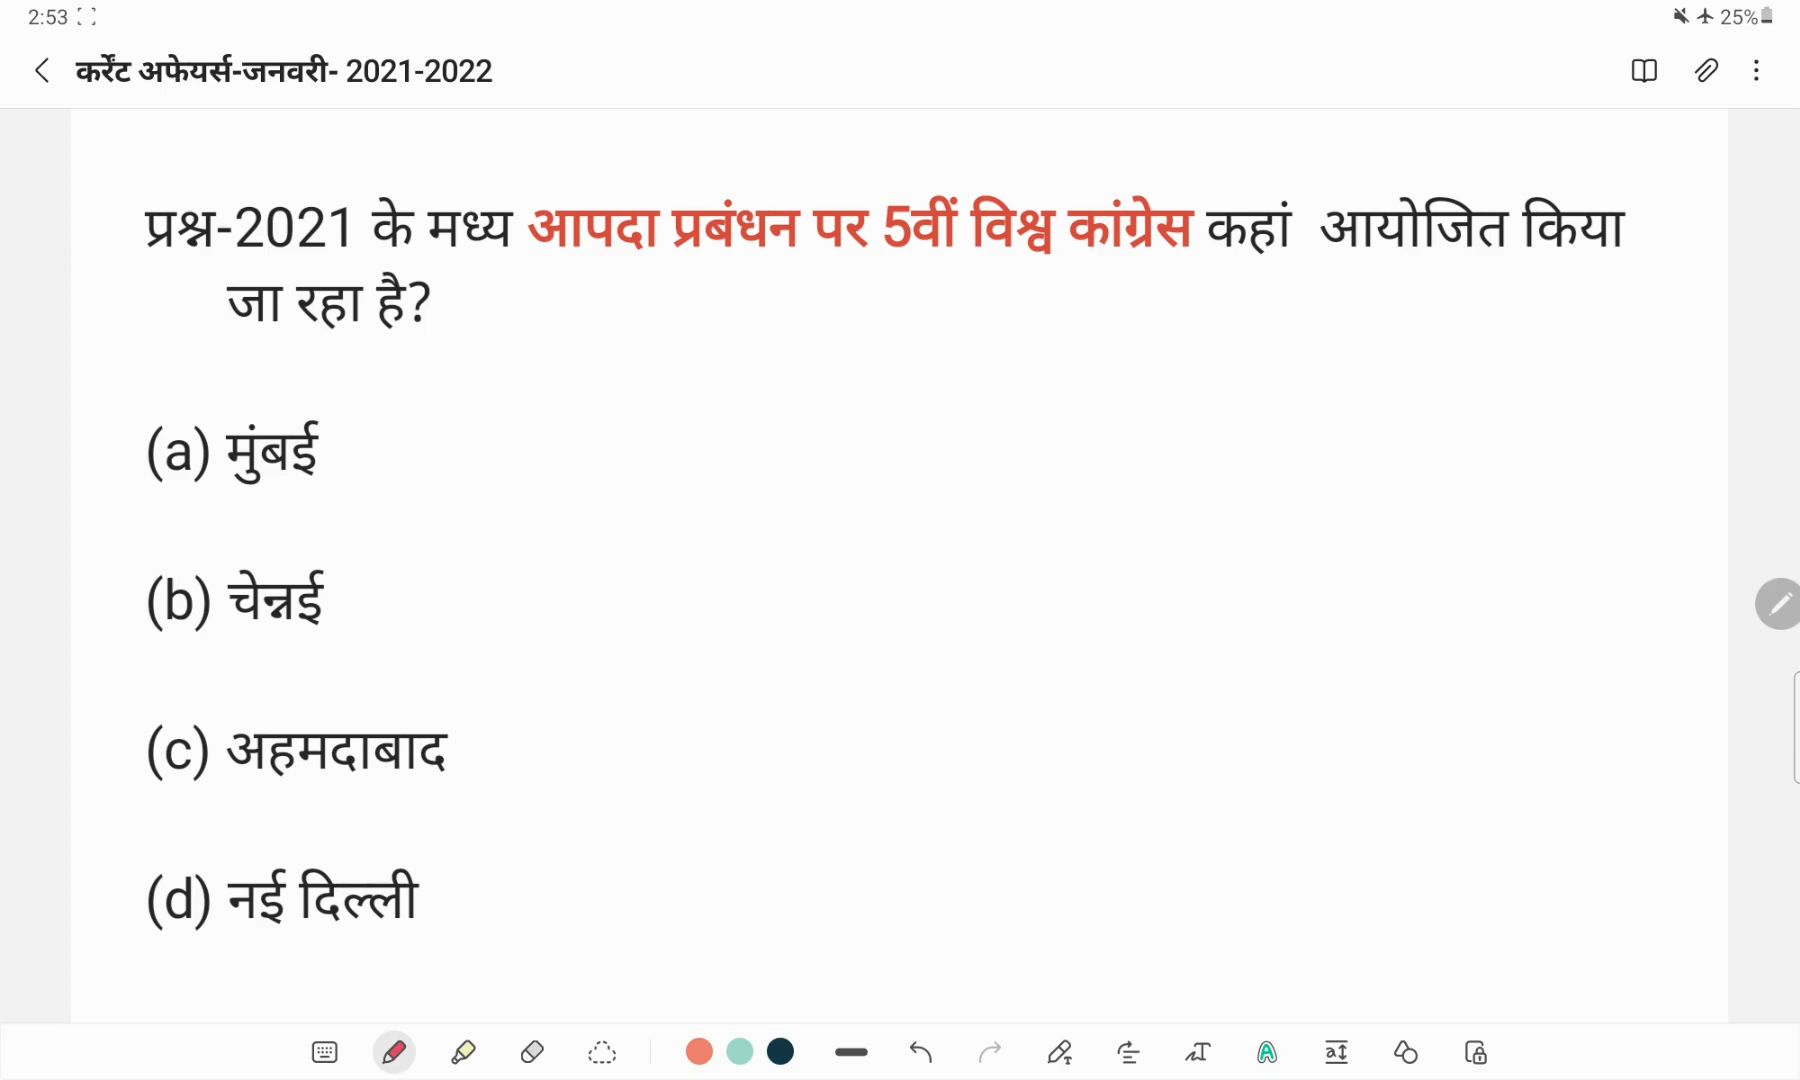 2:53
25%
करेंट अफेयर्स-जनवरी- 2021-2022
प्रश्न-2021 के मध्य आपदा प्रबंधन पर 5वीं विश्व कांग्रेस कहां आयोजित किया
जा रहा है?
(a) मुंबई
(b) चेन्नई
(c) अहमदाबाद
(d) नई दिल्ली